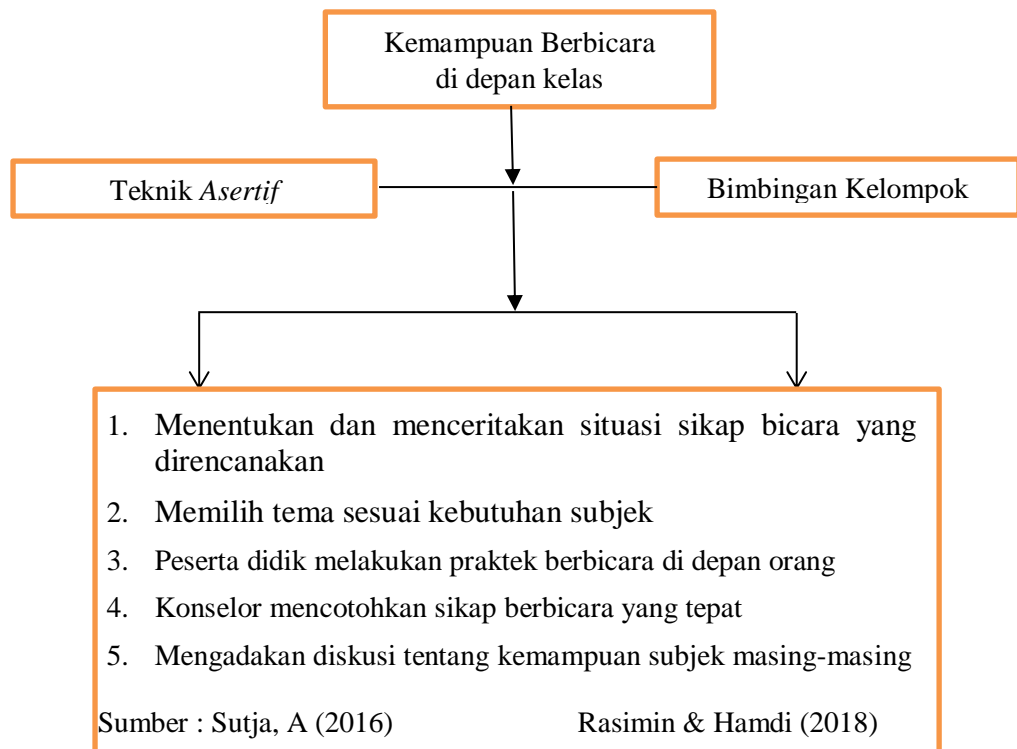 Kemampuan Berbicara
di depan kelas
Teknik Asertif
Bimbingan Kelompok
1. Menentukan dan menceritakan situasi sikap bicara yang
direncanakan
2. Memilih tema sesuai kebutuhan subjek
3. Peserta didik melakukan praktek berbicara di depan orang
4. Konselor mencotohkan sikap berbicara yang tepat
5. Mengadakan diskusi tentang kemampuan subjek masing-masing
Sumber : Sutja, A (2016) Rasimin & Hamdi (2018)